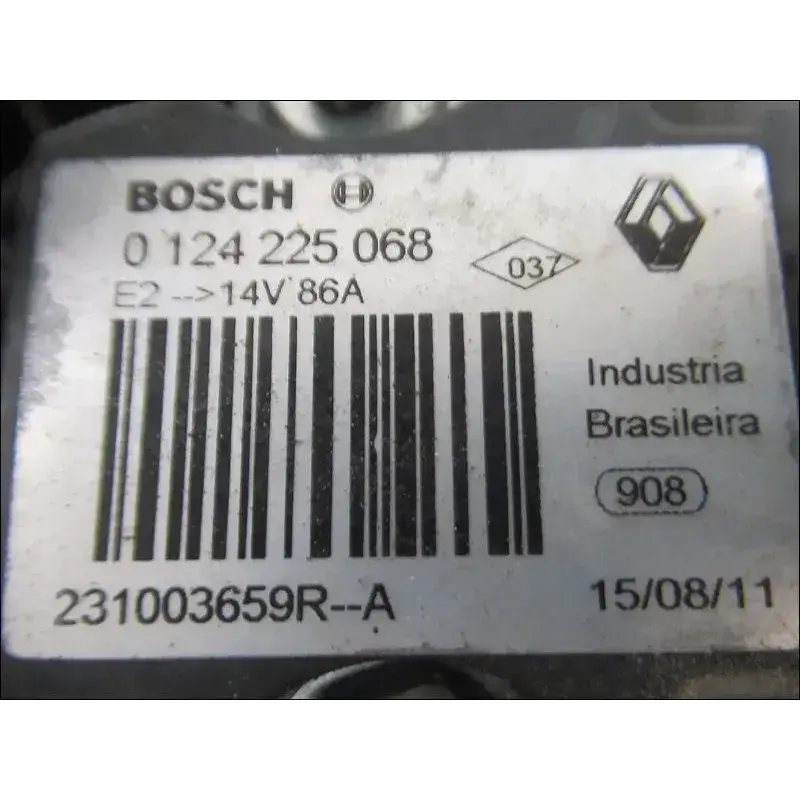 BOSCH
0 124 225 068
037
E2 -->14V 86A
Industria
Brasileira
908
231003659R--A
15/08/11